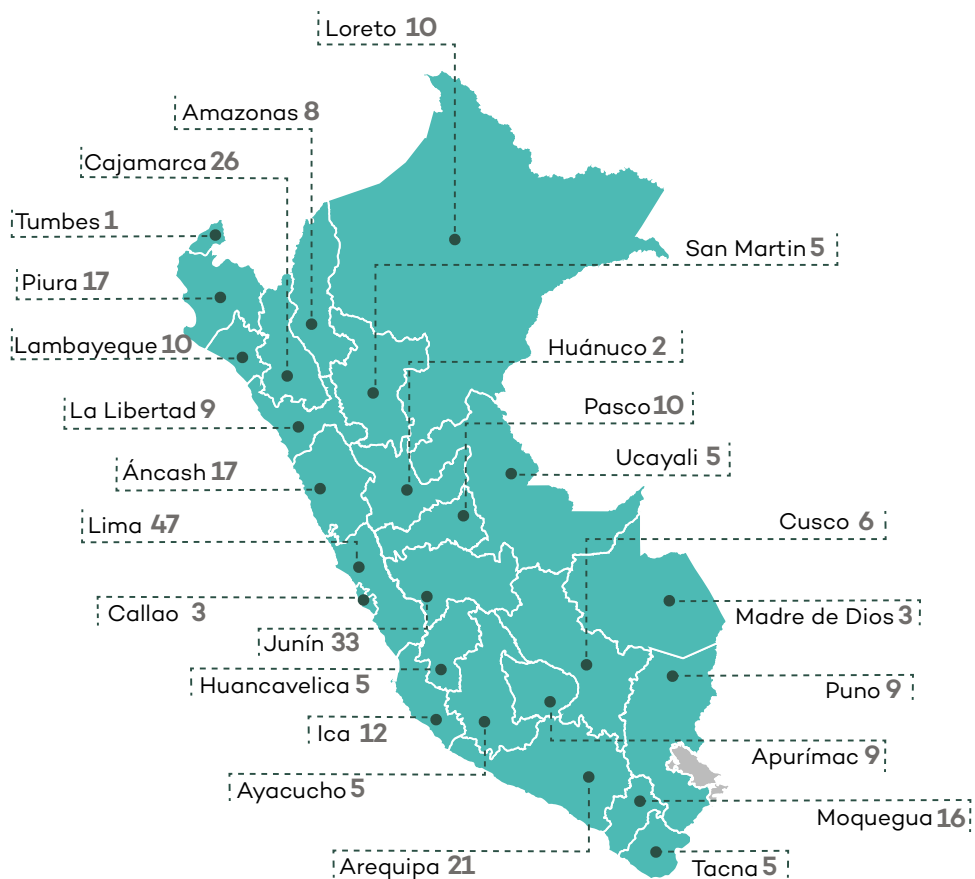 Loreto 10
Amazonas 8
Cajamarca 26
Tumbes 1
San Martin 5
Piura 17
Lambayeque 10
Huánuco 2
La Libertad 9
Pasco 10
Áncash 17
Ucayali 5
Lima 47
Cusco 6
Callao 3
Madre de Dios 3
Junín 33
Huancavelica 5
Puno 9
Ica 12
Apurímac 9
Ayacucho 5
Moquegua 16
Arequipa 21
Tacna 5